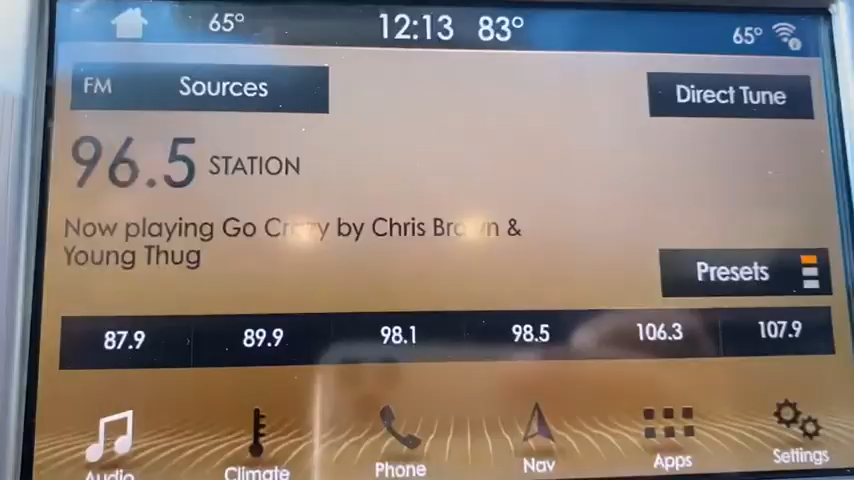 65° 12:13 83° 65°
FM Sources Direct Tune
96.5 STATION
Now playing Go Crazy by Chris Brown &
Young Thug
Presets
87.9 89.9 98.1 98.5 106.3 107.9
Audio Climate Phone Nav Apps Settings